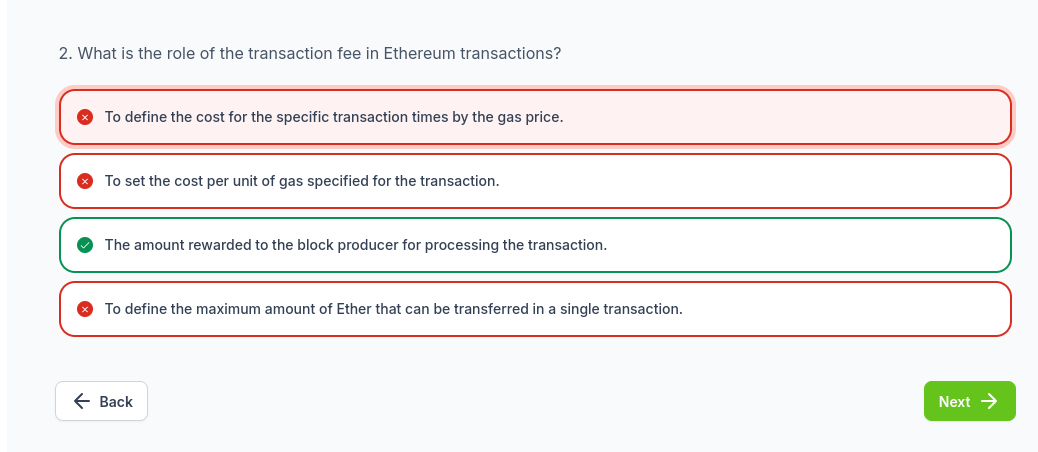 2. What is the role of the transaction fee in Ethereum transactions?
To define the cost for the specific transaction times by the gas price.
To set the cost per unit of gas specified for the transaction.
The amount rewarded to the block producer for processing the transaction.
To define the maximum amount of Ether that can be transferred in a single transaction.
Back
Next